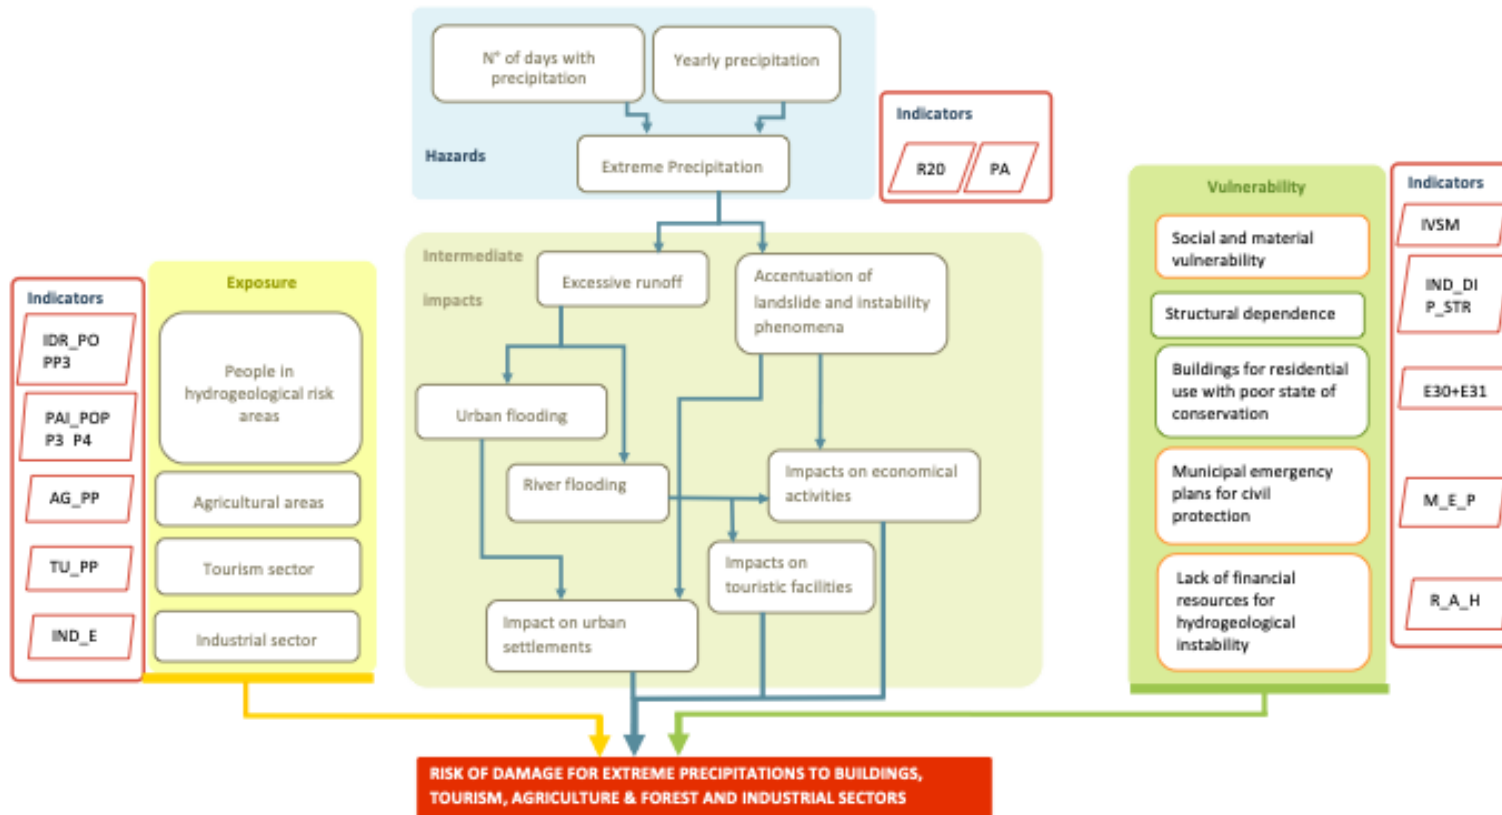 N° of days with
precipitation
Yearly precipitation
Hazards
Extreme Precipitation
Indicators
R20
PA
Intermediate
impacts
Excessive runoff
Accentuation of
landslide and instability
phenomena
Urban flooding
River flooding
Impacts on economical
activities
Impacts on
touristic facilities
Impact on urban
settlements
Indicators
IDR_PO
PP3
PAI_POP
P3 P4
AG_PP
TU_PP
IND_E
Exposure
People in
hydrogeological risk
areas
Agricultural areas
Tourism sector
Industrial sector
Vulnerability
Social and material
vulnerability
Structural dependence
Buildings for residential
use with poor state of
conservation
Municipal emergency
plans for civil
protection
Lack of financial
resources for
hydrogeological
instability
Indicators
IVSM
IND_DI
P_STR
E30+E31
M_E_P
R_A_H
RISK OF DAMAGE FOR EXTREME PRECIPITATIONS TO BUILDINGS,
TOURISM, AGRICULTURE & FOREST AND INDUSTRIAL SECTORS